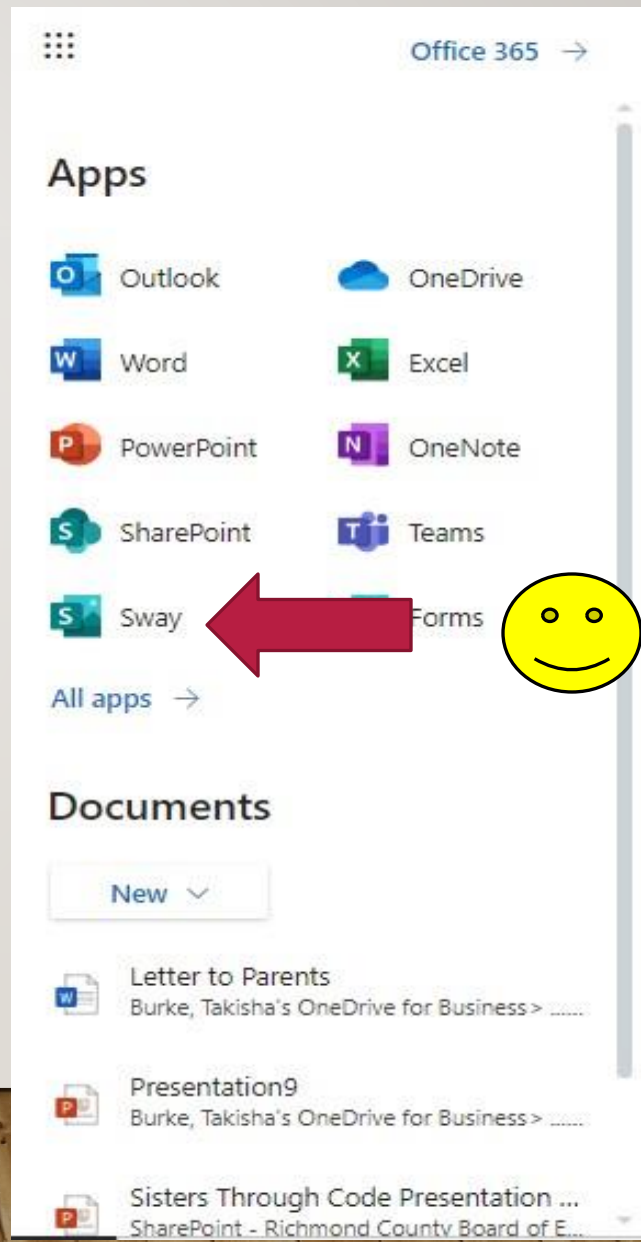 Office 365 →
Apps
Outlook
OneDrive
Word
Excel
PowerPoint
OneNote
SharePoint
Teams
Sway
Forms
All apps →
Documents
New
Letter to Parents
Burke, Takisha's OneDrive for Business> ......
Presentation9
Burke, Takisha's OneDrive for Business> ......
Sisters Through Code Presentation ...
SharePoint - Richmond County Board of E...